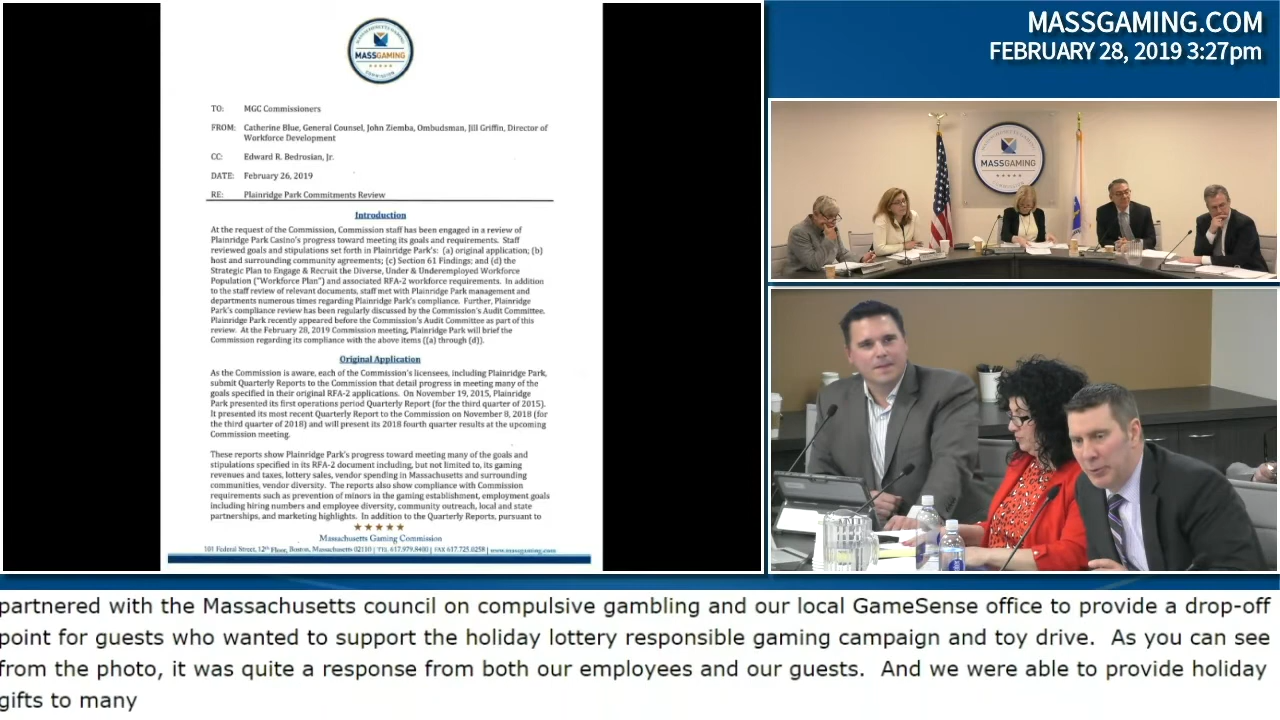 MASSGAMING.COM
FEBRUARY 28, 2019 3:27pm
MASSGAMING
TO: MGC Commissioners
FROM: Catherine Blue, General Counsel, John Ziemba, Ombudsman, Jill Griffin, Director of
Workforce Development
CC: Edward R. Bedrosian, Jr.
DATE: February 26, 2019
RE: Plainridge Park Commitments Review
Introduction
At the request of the Commission, Commission staff has been engaged in a review of
Plainridge Park Casino's progress toward meeting its goals and requirements. Staff
reviewed goals and stipulations set forth in Plainridge Park's: (a) original application; (b)
host and surrounding community agreements; (c) Section 61 Findings; and (d) the
Strategic Plan to Engage & Recruit the Diverse, Under & Underemployed Workforce
Population ("Workforce Plan") and associated RFA-2 workforce requirements. In addition
to the staff review of relevant documents, staff met with Plainridge Park management and
departments numerous times regarding Plainridge Park's compliance. Further, Plainridge
Park's compliance review has been regularly discussed by the Commission's Audit Committee.
Plainridge Park recently appeared before the Commission's Audit Committee as part of this
review. At the February 28, 2019 Commission meeting, Plainridge Park will brief the
Commission regarding its compliance with the above items ((a) through (d)).
Original Application
As the Commission is aware, each of the Commission's licensees, including Plainridge Park,
submit Quarterly Reports to the Commission that detail progress in meeting many of the
goals specified in their original RFA-2 applications. On November 19, 2015, Plainridge
Park presented its first operations period Quarterly Report (for the third quarter of 2015).
It presented its most recent Quarterly Report to the Commission on November 8, 2018 (for
the third quarter of 2018) and will present its 2018 fourth quarter results at the upcoming
Commission meeting.
These reports show Plainridge Park's progress toward meeting many of the goals and
stipulations specified in its RFA-2 document including, but not limited to, its gaming
revenues and taxes, lottery sales, vendor spending in Massachusetts and surrounding
communities, vendor diversity. The reports also show compliance with Commission
requirements such as prevention of minors in the gaming establishment, employment goals
including hiring numbers and employee diversity, community outreach, local and state
partnerships, and marketing highlights. In addition to the Quarterly Reports, pursuant to
Massachusetts Gaming Commission
101 Federal Street, 12th Floor, Boston, Massachusetts 02110 | TEL 617.979.8400 | FAX 617.725.0258 | www.massgaming.com
MASSGAMING
partnered with the Massachusetts council on compulsive gambling and our local GameSense office to provide a drop-off
point for guests who wanted to support the holiday lottery responsible gaming campaign and toy drive.  As you can see
from the photo, it was quite a response from both our employees and our guests.  And we were able to provide holiday
gifts to many